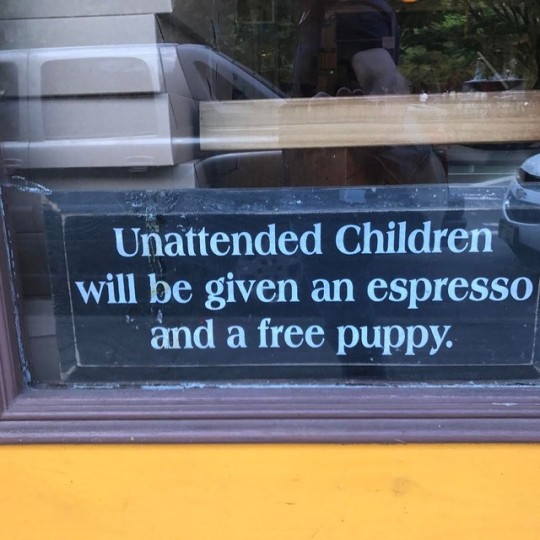 Unattended Children
will be given an espresso
and a free puppy.